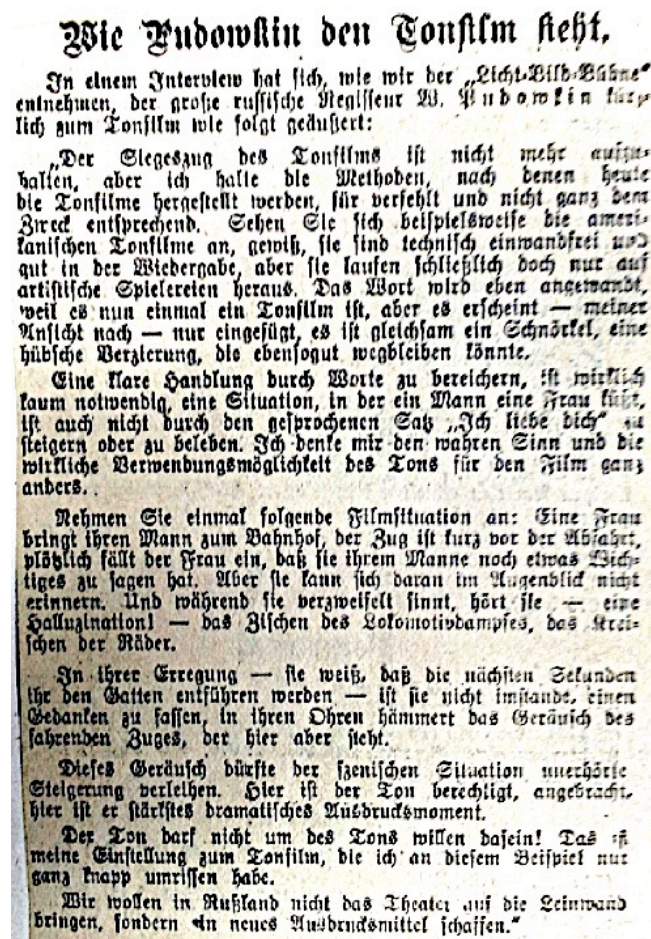 Wie Pudowkin den Tonfilm sieht.
In einem Interview hat sich, wie wir der „Licht-Bild-Bühne"
entnehmen, der große russische Regisseur W. Pudowkin kürz-
lich zum Tonfilm wie folgt geäußert:
„Der Siegeszug des Tonfilms ist nicht mehr aufzu-
halten, aber ich halte die Methoden, nach denen heute
die Tonfilme hergestellt werden, für verfehlt und nicht ganz dem
Zweck entsprechend. Sehen Sie sich beispielsweise die ameri-
kanischen Tonfilme an, gewiß, sie sind technisch einwandfrei und
gut in der Wiedergabe, aber sie laufen schließlich doch nur auf
artistische Spielereien heraus. Das Wort wird eben angewandt,
weil es nun einmal ein Tonfilm ist, aber es erscheint — meiner
Ansicht nach — nur eingefügt, es ist gleichsam ein Schnörkel, eine
hübsche Verzierung, die ebensogut wegbleiben könnte.
Eine klare Handlung durch Worte zu bereichern, ist wirklich
kaum notwendig, eine Situation, in der ein Mann eine Frau küßt,
ist auch nicht durch den gesprochenen Satz „Ich liebe dich" zu
steigern oder zu beleben. Ich denke mir den wahren Sinn und die
wirkliche Verwendungsmöglichkeit des Tons für den Film ganz
anders.
Nehmen Sie einmal folgende Filmsituation an: Eine Frau
bringt ihren Mann zum Bahnhof, der Zug ist kurz vor der Abfahrt,
plötzlich fällt der Frau ein, daß sie ihrem Manne noch etwas Wich-
tiges zu sagen hat. Aber sie kann sich daran im Augenblick nicht
erinnern. Und während sie verzweifelt sinnt, hört sie — eine
Halluzination! — das Zischen des Lokomotivdampfes, das Krei-
schen der Räder.
In ihrer Erregung — sie weiß, daß die nächsten Sekunden
ihr den Gatten entführen werden — ist sie nicht imstande, einen
Gedanken zu fassen, in ihren Ohren hämmert das Geräusch des
fahrenden Zuges, der hier aber steht.
Dieses Geräusch dürfte der szenischen Situation unerhörte
Steigerung verleihen. Hier ist der Ton berechtigt, angebracht,
hier ist er stärkstes dramatisches Ausdrucksmoment.
Der Ton darf nicht um des Tons willen dasein! Das ist
meine Einstellung zum Tonfilm, die ich an diesem Beispiel nur
ganz knapp umrissen habe.
Wir wollen in Rußland nicht das Theater auf die Leinwand
bringen, sondern ein neues Ausdrucksmittel schaffen."